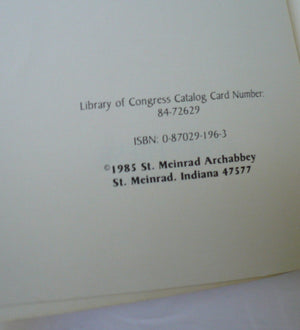 Library of Congress Catalog Card Number:
84-72629
ISBN: 0-87029-196-3
©1985 St. Meinrad Archabbey
St. Meinrad, Indiana 47577